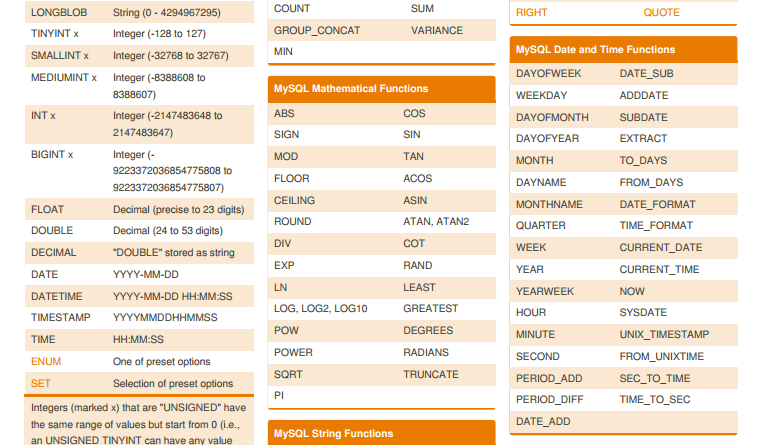 LONGBLOB String (0 - 4294967295)
TINYINT x Integer (-128 to 127)
SMALLINT x Integer (-32768 to 32767)
MEDIUMINT x Integer (-8388608 to
8388607)
INT x Integer (-2147483648 to
2147483647)
BIGINT x Integer (-
9223372036854775808 to
9223372036854775807)
FLOAT Decimal (precise to 23 digits)
DOUBLE Decimal (24 to 53 digits)
DECIMAL "DOUBLE" stored as string
DATE YYYY-MM-DD
DATETIME YYYY-MM-DD HH:MM:SS
TIMESTAMP YYYYMMDDHHMMSS
TIME HH:MM:SS
ENUM One of preset options
SET Selection of preset options
Integers (marked x) that are "UNSIGNED" have
the same range of values but start from 0 (i.e.,
an UNSIGNED TINYINT can have any value
COUNT SUM
GROUP_CONCAT VARIANCE
MIN
MySQL Mathematical Functions
ABS COS
SIGN SIN
MOD TAN
FLOOR ACOS
CEILING ASIN
ROUND ATAN, ATAN2
DIV COT
EXP RAND
LN LEAST
LOG, LOG2, LOG10 GREATEST
POW DEGREES
POWER RADIANS
SQRT TRUNCATE
PI
MySQL String Functions
RIGHT QUOTE
MySQL Date and Time Functions
DAYOFWEEK DATE_SUB
WEEKDAY ADDDATE
DAYOFMONTH SUBDATE
DAYOFYEAR EXTRACT
MONTH TO_DAYS
DAYNAME FROM_DAYS
MONTHNAME DATE_FORMAT
QUARTER TIME_FORMAT
WEEK CURRENT_DATE
YEAR CURRENT_TIME
YEARWEEK NOW
HOUR SYSDATE
MINUTE UNIX_TIMESTAMP
SECOND FROM_UNIXTIME
PERIOD_ADD SEC_TO_TIME
PERIOD_DIFF TIME_TO_SEC
DATE_ADD